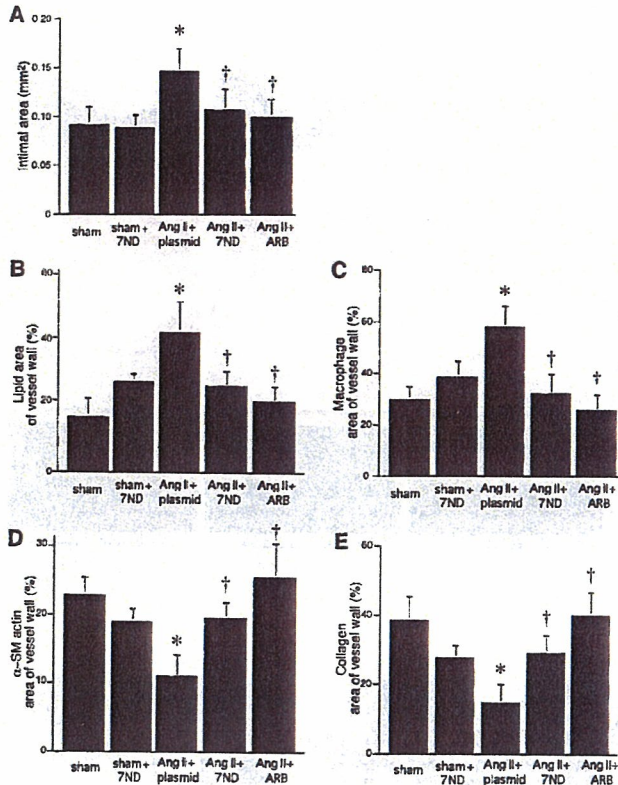 A
Intimal area (mm²)
0.20
0.15
0.10
0.05
0
*
†
†
sham
sham+ 7ND
Ang II+ plasmid
Ang II+ 7ND
Ang II+ ARB
B
Lipid area
of vessel wall (%)
60
40
20
0
*
†
†
sham
sham+ 7ND
Ang II+ plasmid
Ang II+ 7ND
Ang II+ ARB
C
Macrophage
area of vessel wall (%)
80
60
40
20
0
*
†
†
sham
sham+ 7ND
Ang II+ plasmid
Ang II+ 7ND
Ang II+ ARB
D
α-SM actin
area of vessel wall (%)
30
20
10
0
*
†
†
sham
sham+ 7ND
Ang II+ plasmid
Ang II+ 7ND
Ang II+ ARB
E
Collagen
area of vessel wall (%)
60
40
20
0
*
†
†
sham
sham+ 7ND
Ang II+ plasmid
Ang II+ 7ND
Ang II+ ARB